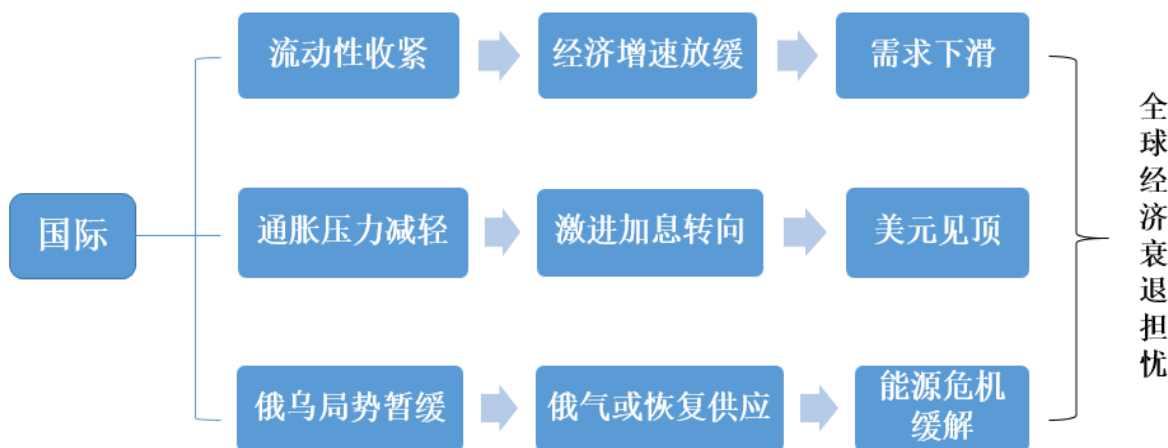 流动性收紧
经济增速放缓
需求下滑
国际
通胀压力减轻
激进加息转向
美元见顶
俄乌局势暂缓
俄气或恢复供应
能源危机
缓解
全球经济衰退担忧